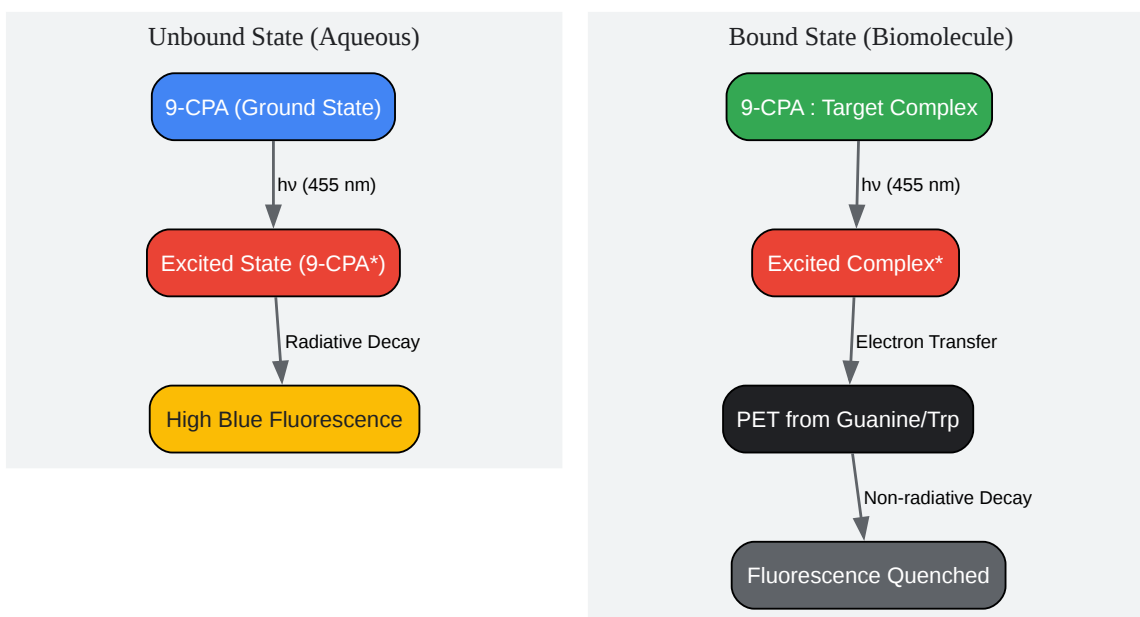 Unbound State (Aqueous)
9-CPA (Ground State)
hν (455 nm)
Excited State (9-CPA*)
Radiative Decay
High Blue Fluorescence
Bound State (Biomolecule)
9-CPA : Target Complex
hν (455 nm)
Excited Complex*
Electron Transfer
PET from Guanine/Trp
Non-radiative Decay
Fluorescence Quenched